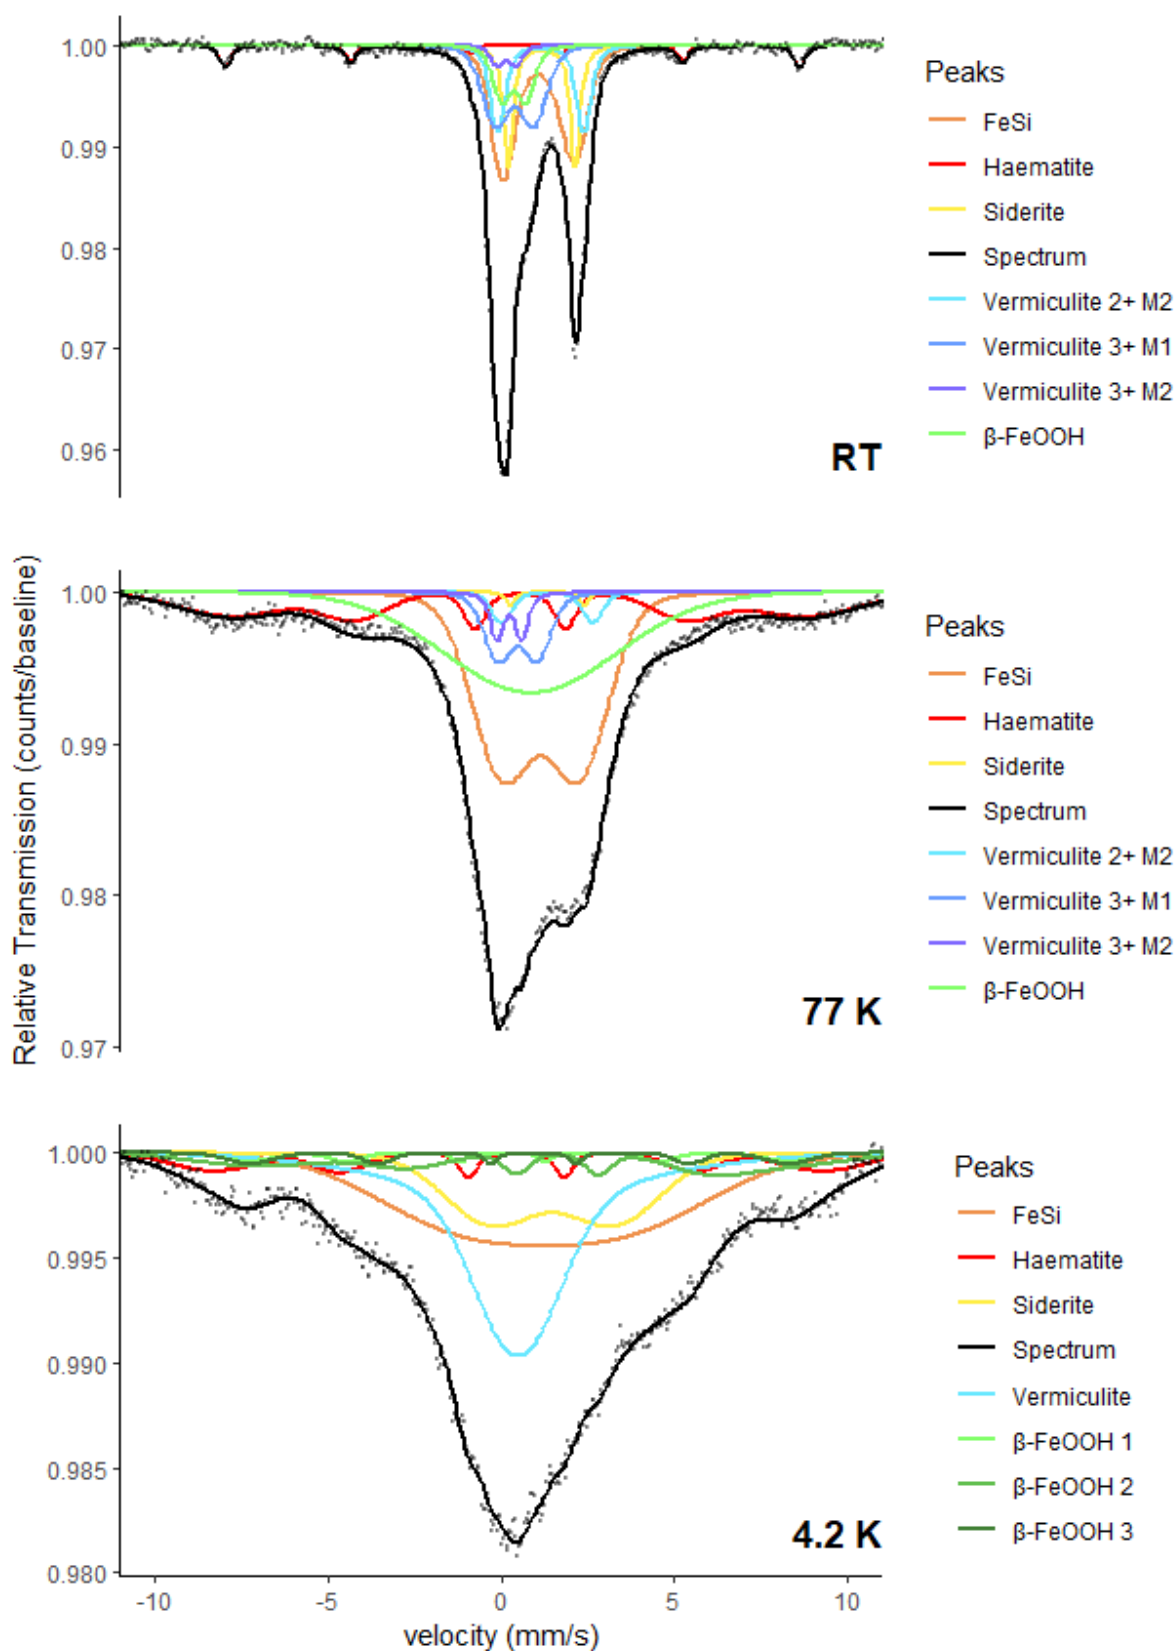 1.00
0.99
0.98
0.97
0.96
RT
Peaks
FeSi
Haematite
Siderite
Spectrum
Vermiculite 2+ M2
Vermiculite 3+ M1
Vermiculite 3+ M2
β-FeOOH
Relative Transmission (counts/baseline)
1.00
0.99
0.98
0.97
77 K
Peaks
FeSi
Haematite
Siderite
Spectrum
Vermiculite 2+ M2
Vermiculite 3+ M1
Vermiculite 3+ M2
β-FeOOH
1.000
0.995
0.990
0.985
0.980
4.2 K
Peaks
FeSi
Haematite
Siderite
Spectrum
Vermiculite
β-FeOOH 1
β-FeOOH 2
β-FeOOH 3
-10 -5 0 5 10
velocity (mm/s)